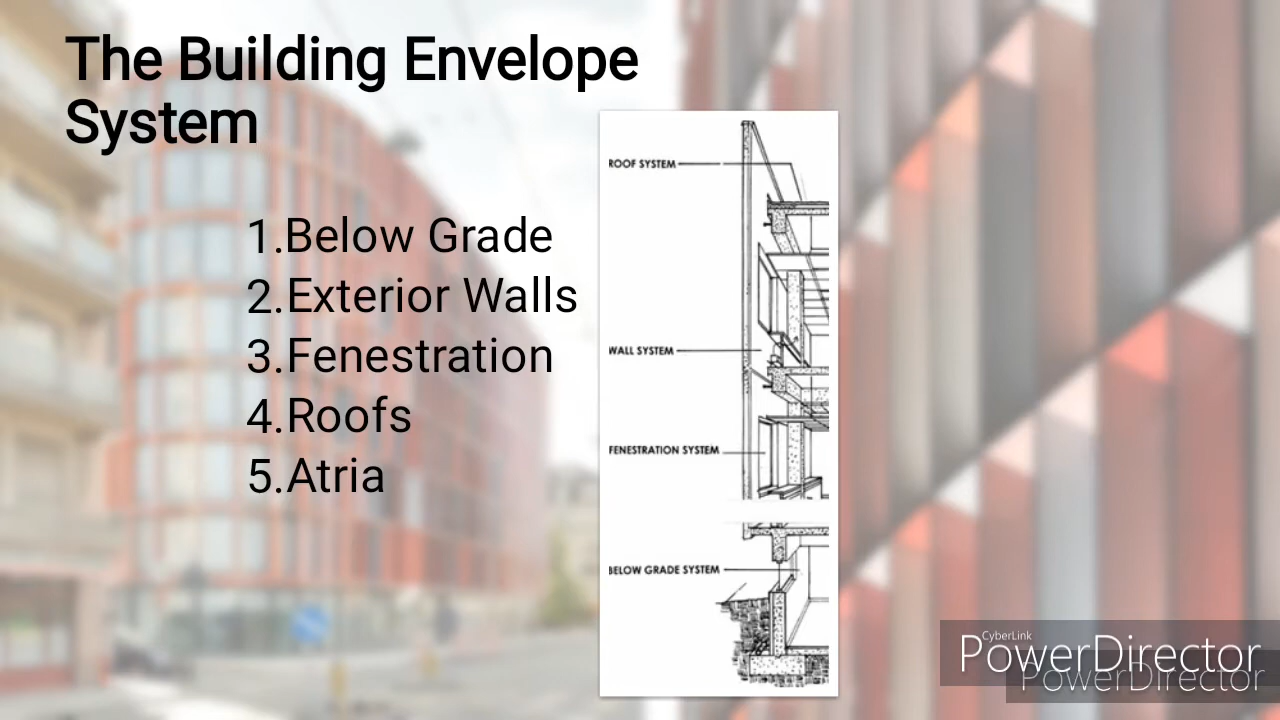 The Building Envelope
System
1.Below Grade
2.Exterior Walls
3.Fenestration
4.Roofs
5.Atria
ROOF SYSTEM
WALL SYSTEM
FENESTRATION SYSTEM
BELOW GRADE SYSTEM
CyberLink
PowerDirector
PowerDirector